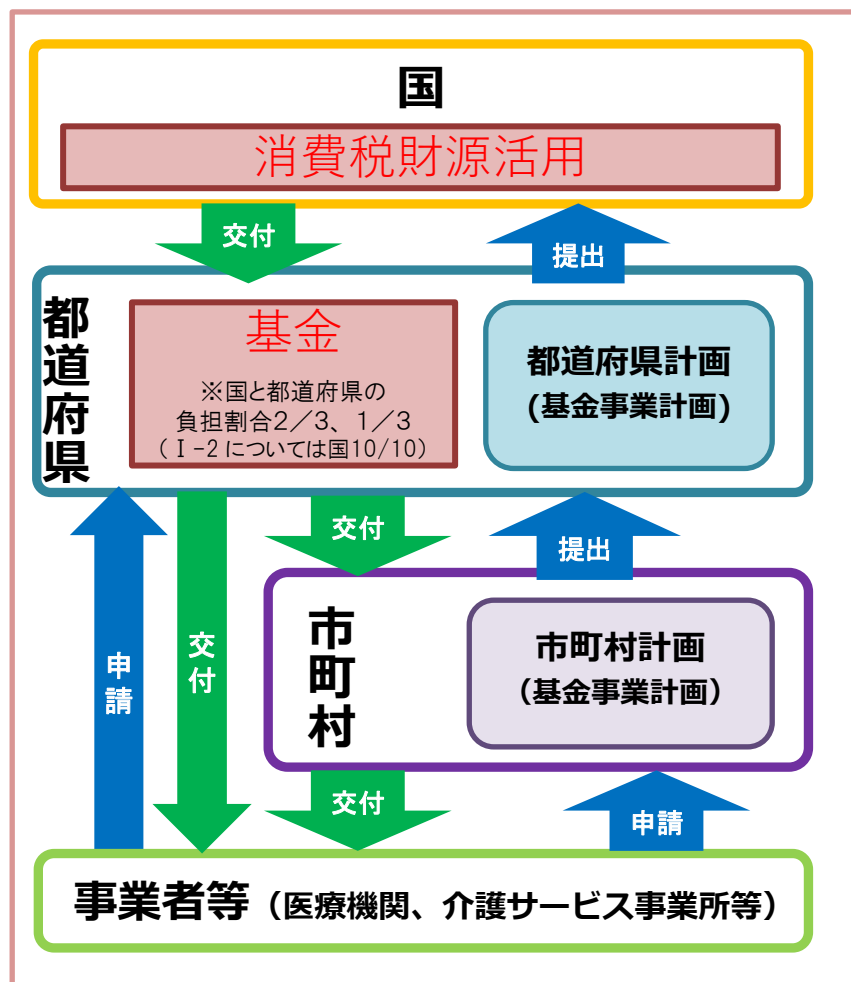 国
消費税財源活用
交付
提出
都道府県
基金
※国と都道府県の
負担割合2／3、1／3
(Ⅰ-2については国10/10)
都道府県計画
(基金事業計画)
交付
提出
申請
交付
市町村
市町村計画
（基金事業計画）
交付
申請
事業者等（医療機関、介護サービス事業所等）